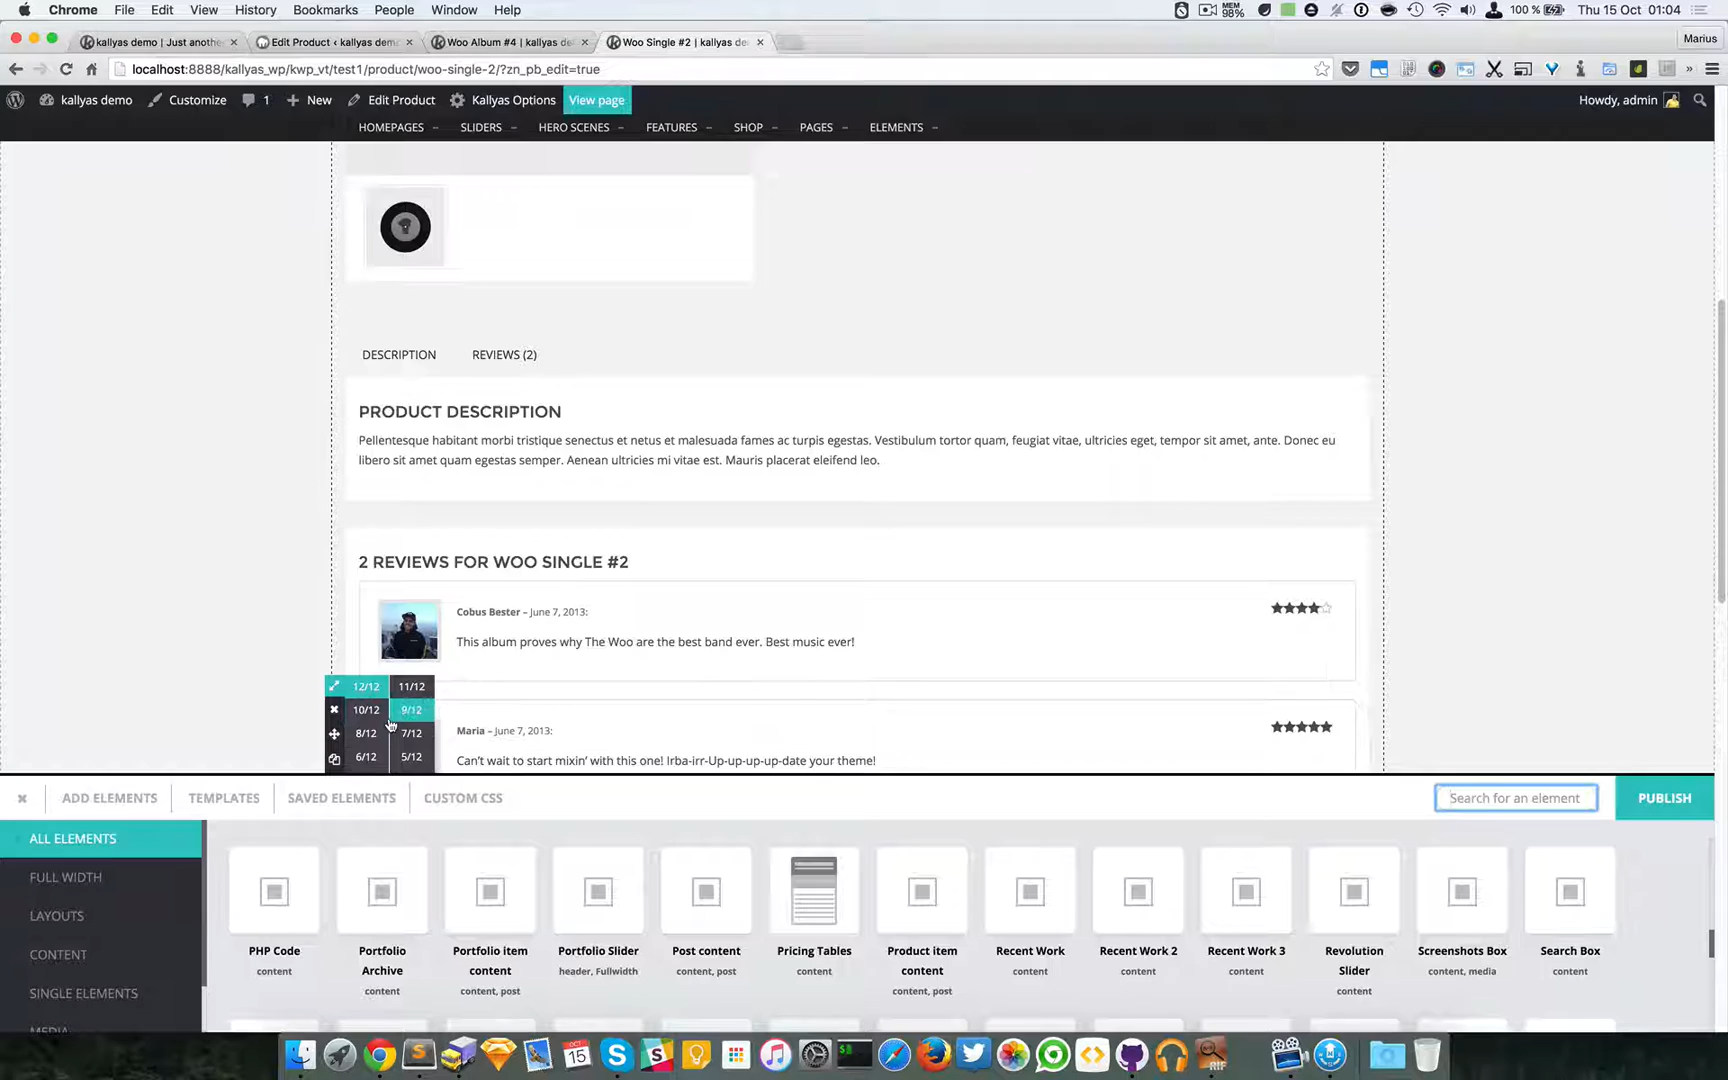 Chrome File Edit View History Bookmarks People Window Help MEM 98% 100 % Thu 15 Oct 01:04
kallyas demo | Just anothe Edit Product ‹ kallyas demo Woo Album #4 | kallyas de Woo Single #2 | kallyas de Marius
localhost:8888/kallyas_wp/kwp_vt/test1/product/woo-single-2/?zn_pb_edit=true
kallyas demo Customize 1 New Edit Product Kallyas Options View page Howdy, admin
HOMEPAGES SLIDERS HERO SCENES FEATURES SHOP PAGES ELEMENTS
DESCRIPTION REVIEWS (2)
PRODUCT DESCRIPTION
Pellentesque habitant morbi tristique senectus et netus et malesuada fames ac turpis egestas. Vestibulum tortor quam, feugiat vitae, ultricies eget, tempor sit amet, ante. Donec eu
libero sit amet quam egestas semper. Aenean ultricies mi vitae est. Mauris placerat eleifend leo.
2 REVIEWS FOR WOO SINGLE #2
Cobus Bester – June 7, 2013:
This album proves why The Woo are the best band ever. Best music ever!
12/12 11/12
10/12 9/12
8/12 7/12
6/12 5/12
Maria – June 7, 2013:
Can't wait to start mixin' with this one! Irba-irr-Up-up-up-up-date your theme!
ADD ELEMENTS TEMPLATES SAVED ELEMENTS CUSTOM CSS Search for an element PUBLISH
ALL ELEMENTS
FULL WIDTH
LAYOUTS
CONTENT
SINGLE ELEMENTS
MEDIA
PHP Code
content
Portfolio
Archive
content
Portfolio item
content
content, post
Portfolio Slider
header, Fullwidth
Post content
content, post
Pricing Tables
content
Product item
content
content, post
Recent Work
content
Recent Work 2
content
Recent Work 3
content
Revolution
Slider
content
Screenshots Box
content, media
Search Box
content